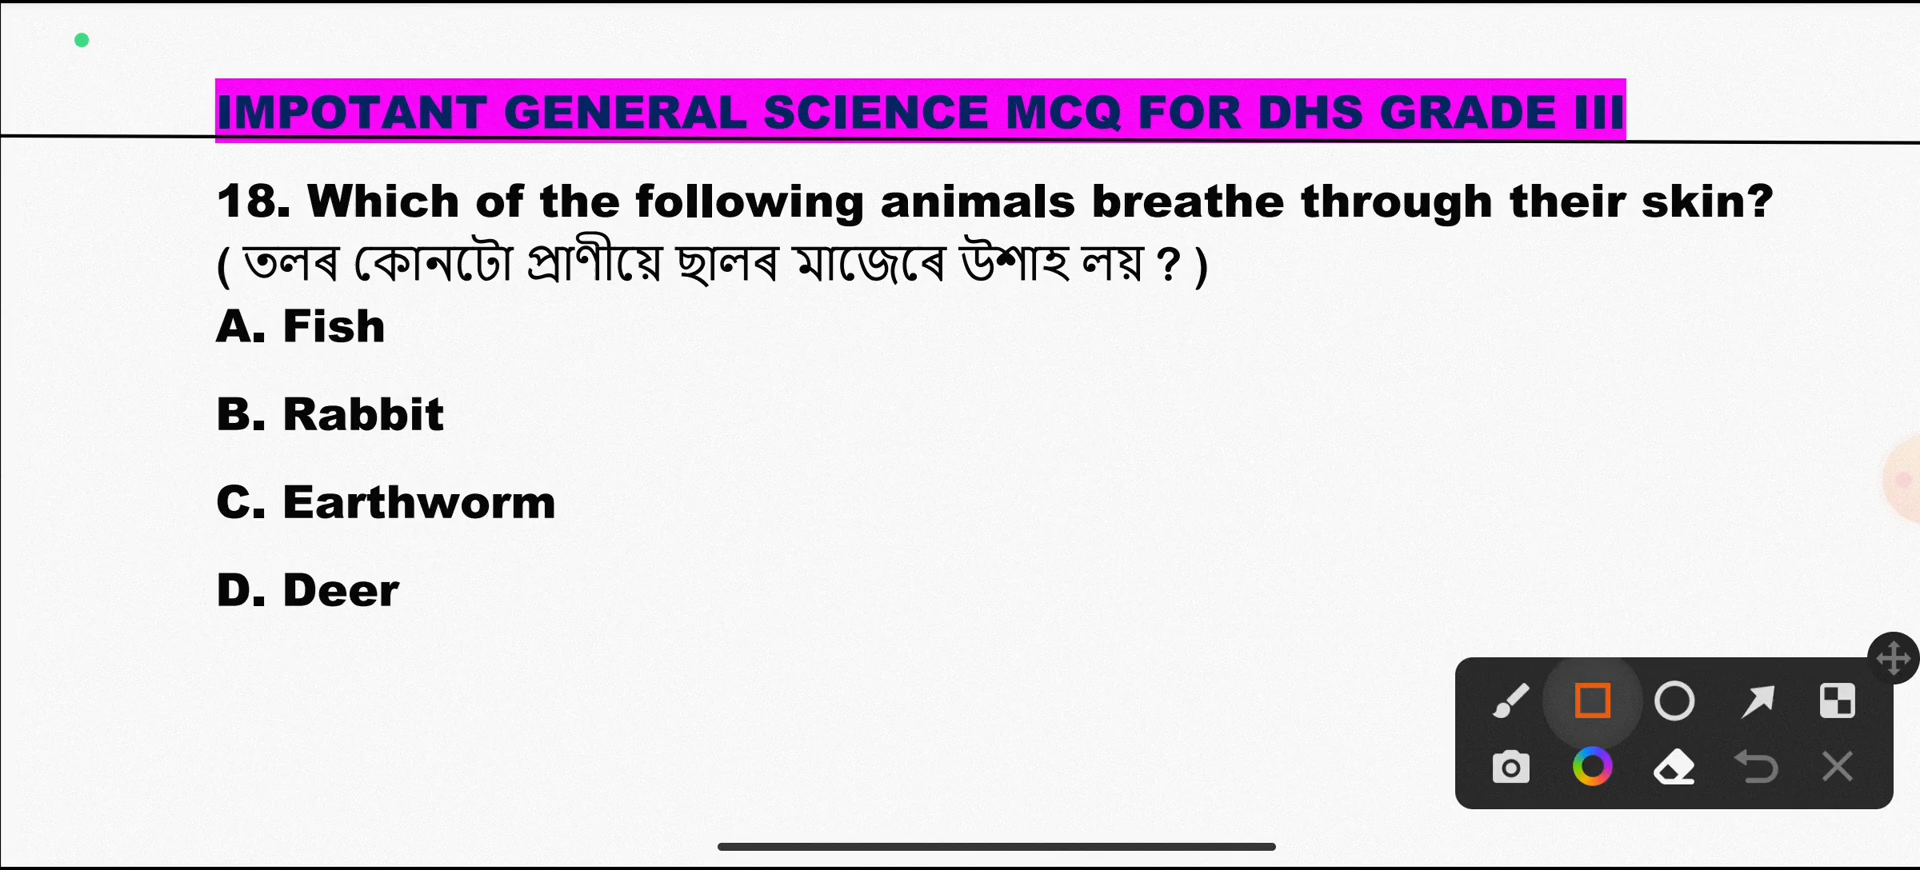 IMPOTANT GENERAL SCIENCE MCQ FOR DHS GRADE III
18. Which of the following animals breathe through their skin?
( তলৰ কোনটো প্ৰাণীয়ে ছালৰ মাজেৰে উশাহ লয় ? )
A. Fish
B. Rabbit
C. Earthworm
D. Deer